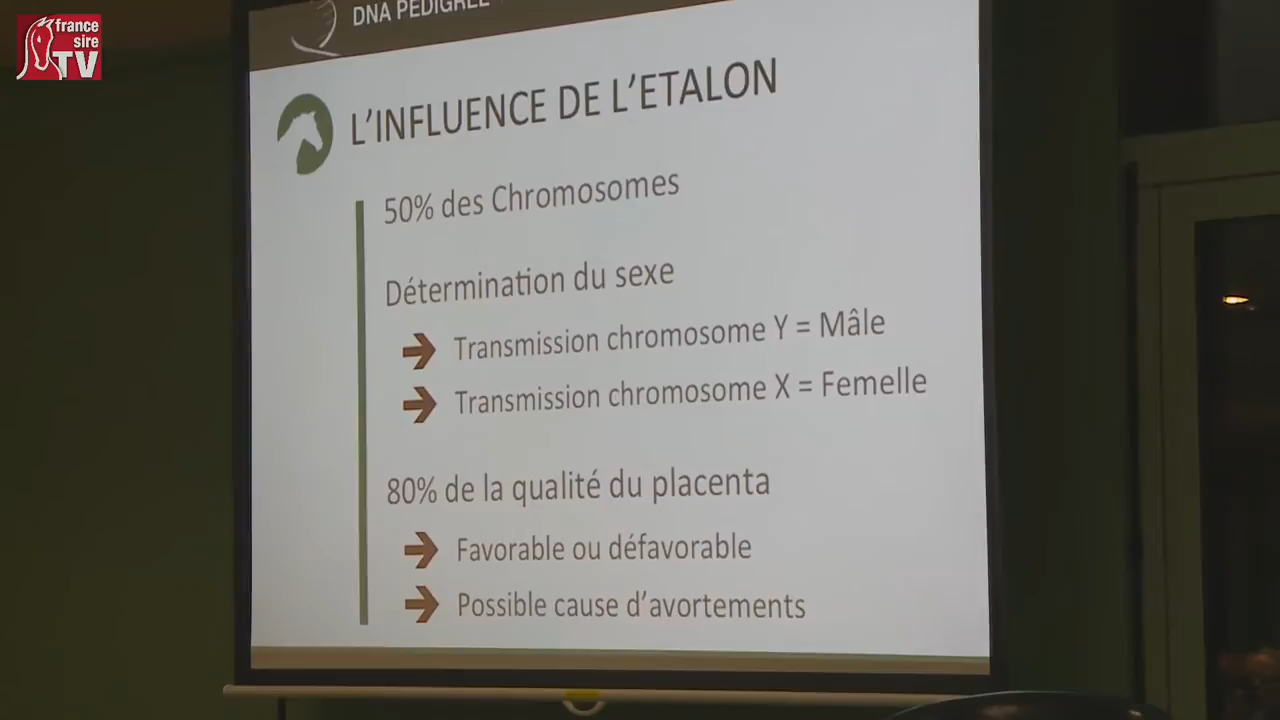 france
sire
TV
DNA PEDIGREE
L'INFLUENCE DE L'ETALON
50% des Chromosomes
Détermination du sexe
Transmission chromosome Y = Mâle
Transmission chromosome X = Femelle
80% de la qualité du placenta
Favorable ou défavorable
Possible cause d'avortements